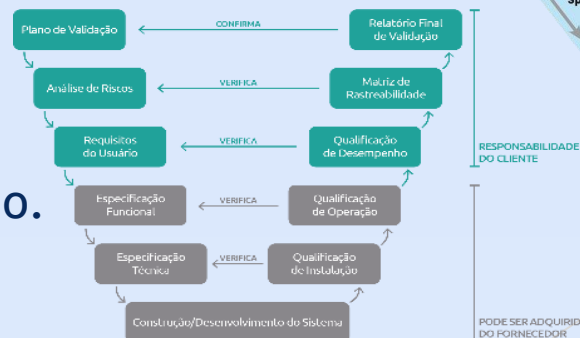 sp
Plano de Validação
CONFIRMA
Relatório Final
de Validação
Análise de Riscos
VERIFICA
Matriz de
Rastreabilidade
Requisitos
do Usuário
VERIFICA
Qualificação
de Desempenho
RESPONSABILIDADE
DO CLIENTE
o.
Especificação
Funcional
VERIFICA
Qualificação
de Operação
Especificação
Técnica
VERIFICA
Qualificação
de Instalação
Construção/Desenvolvimento do Sistema
PODE SER ADQUIRID
DO FORNECEDOR